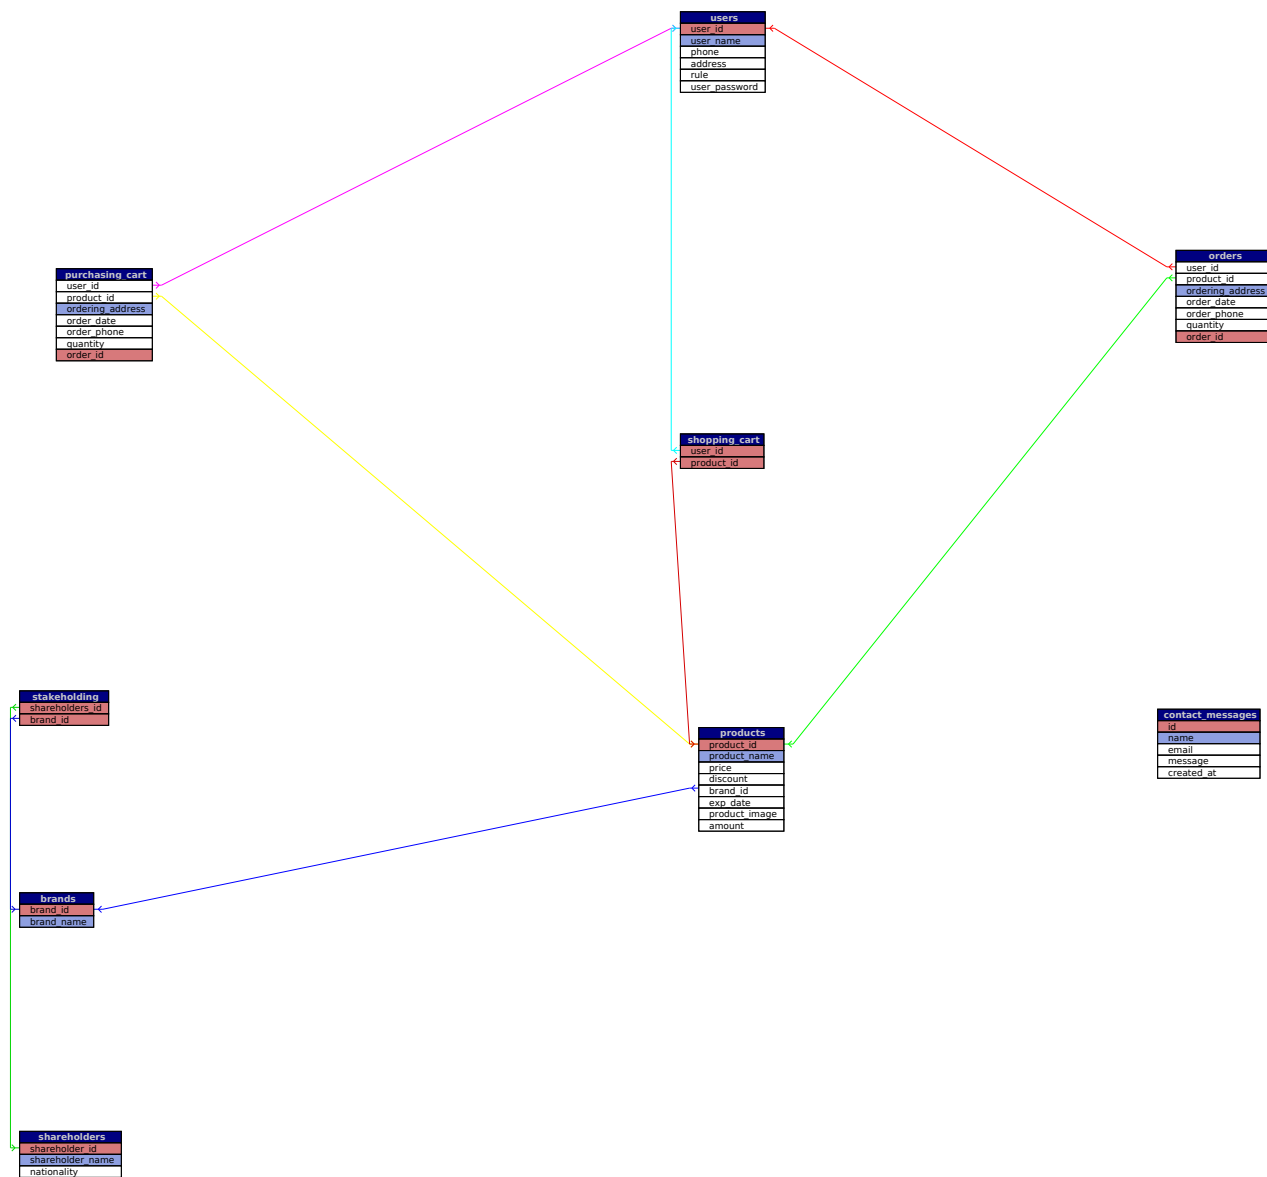 users
user_id
user_name
phone
address
rule
user_password
purchasing_cart
user_id
product_id
ordering_address
order_date
order_phone
quantity
order_id
orders
user_id
product_id
ordering_address
order_date
order_phone
quantity
order_id
shopping_cart
user_id
product_id
stakeholding
shareholders_id
brand_id
products
product_id
product_name
price
discount
brand_id
exp_date
product_image
amount
contact_messages
id
name
email
message
created_at
brands
brand_id
brand_name
shareholders
shareholder_id
shareholder_name
nationality